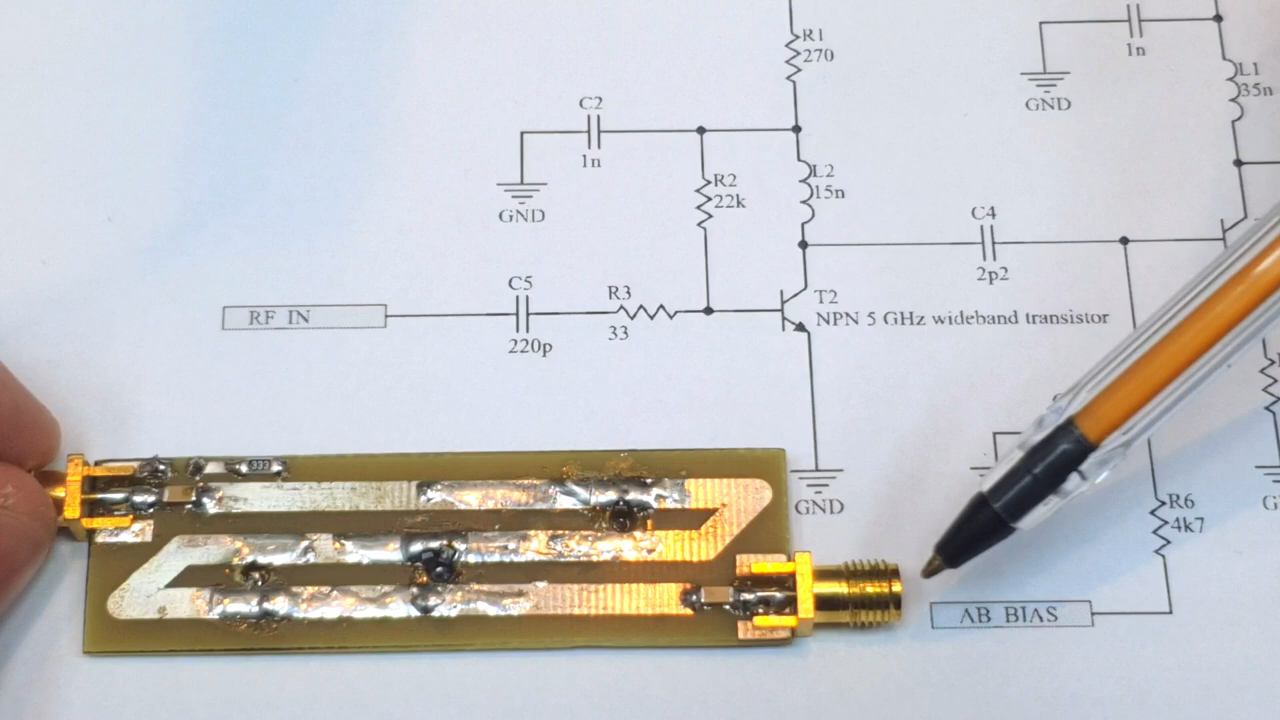 R1
270
1n
GND
L1
35n
C2
1n
GND
R2
22k
L2
15n
C4
2p2
RF IN
C5
220p
R3
33
T2
NPN 5 GHz wideband transistor
333
GND
R6
4k7
AB BIAS